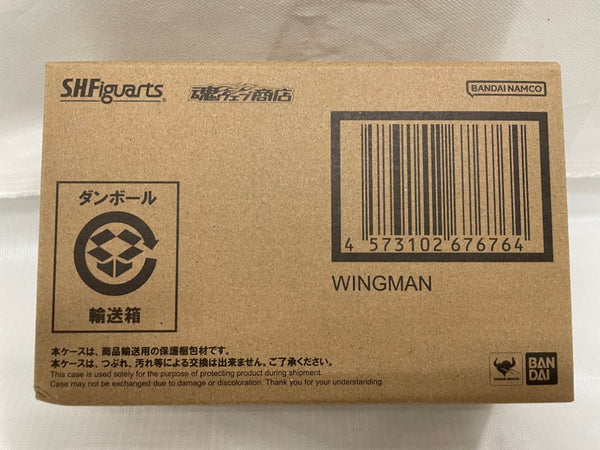 S.H.Figuarts
魂ウェブ商店
BANDAI NAMCO
ダンボール
輸送箱
4 573102 676764
WINGMAN
本ケースは、商品輸送用の保護梱包材です。
本ケースは、つぶれ、汚れ等による交換は出来ません。ご了承ください。
This case is used solely for the purpose of protecting product during shipment.
Case may not be exchanged due to damage or discoloration. Thank you for your understanding.
BAN
DAI